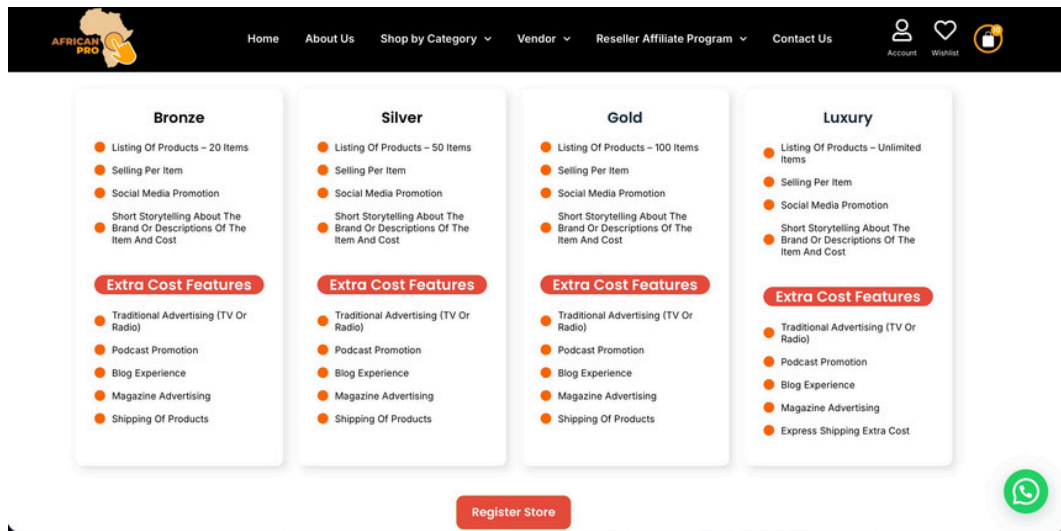 AFRICAN
PRO
Home
About Us
Shop by Category
Vendor
Reseller Affiliate Program
Contact Us
Account
Wishlist
Bronze
Listing Of Products – 20 Items
Selling Per Item
Social Media Promotion
Short Storytelling About The
Brand Or Descriptions Of The
Item And Cost
Extra Cost Features
Traditional Advertising (TV Or
Radio)
Podcast Promotion
Blog Experience
Magazine Advertising
Shipping Of Products
Silver
Listing Of Products – 50 Items
Selling Per Item
Social Media Promotion
Short Storytelling About The
Brand Or Descriptions Of The
Item And Cost
Extra Cost Features
Traditional Advertising (TV Or
Radio)
Podcast Promotion
Blog Experience
Magazine Advertising
Shipping Of Products
Gold
Listing Of Products – 100 Items
Selling Per Item
Social Media Promotion
Short Storytelling About The
Brand Or Descriptions Of The
Item And Cost
Extra Cost Features
Traditional Advertising (TV Or
Radio)
Podcast Promotion
Blog Experience
Magazine Advertising
Shipping Of Products
Luxury
Listing Of Products – Unlimited
Items
Selling Per Item
Social Media Promotion
Short Storytelling About The
Brand Or Descriptions Of The
Item And Cost
Extra Cost Features
Traditional Advertising (TV Or
Radio)
Podcast Promotion
Blog Experience
Magazine Advertising
Express Shipping Extra Cost
Register Store